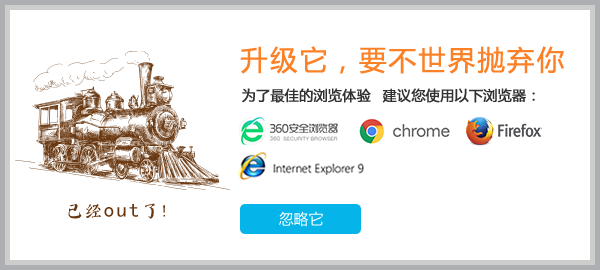 升级它，要不世界抛弃你
为了最佳的浏览体验 建议您使用以下浏览器：
360安全浏览器
360 SECURITY BROWSER
chrome
Firefox
Internet Explorer 9
已经out了!
忽略它